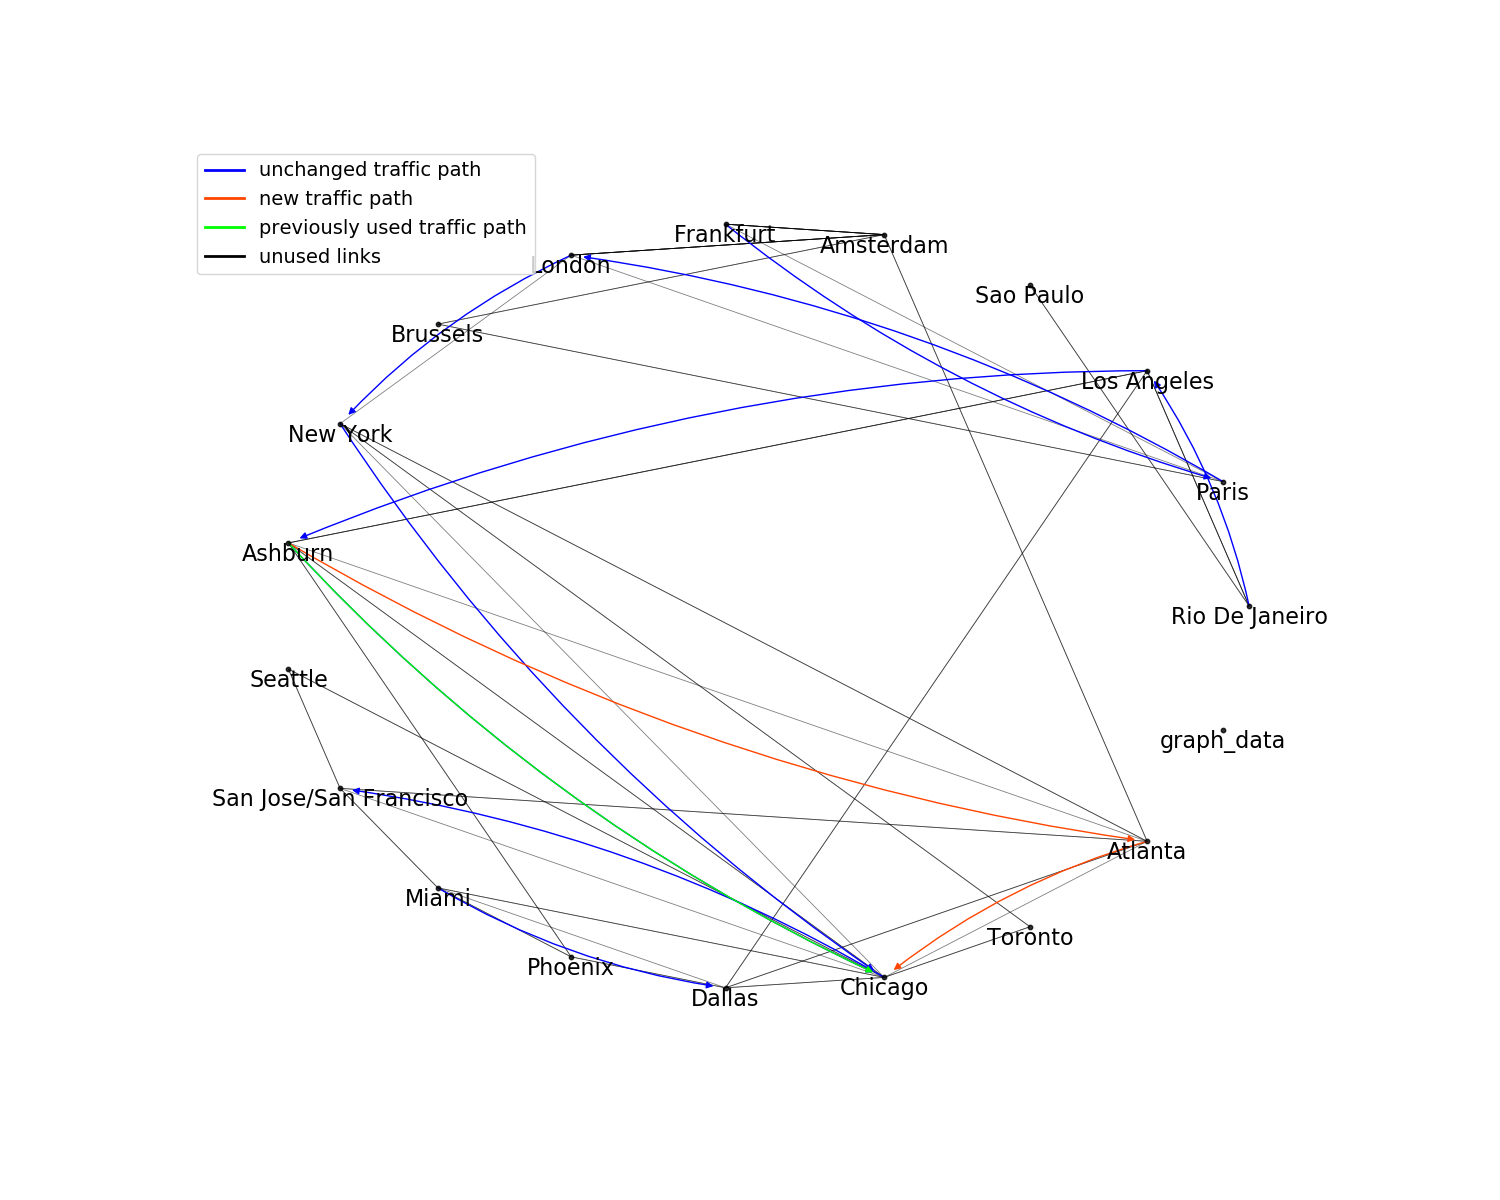 unchanged traffic path
new traffic path
previously used traffic path
unused links
Frankfurt
Amsterdam
London
Sao Paulo
Brussels
Los Angeles
New York
Paris
Ashburn
Rio De Janeiro
Seattle
graph_data
San Jose/San Francisco
Atlanta
Miami
Toronto
Phoenix
Chicago
Dallas